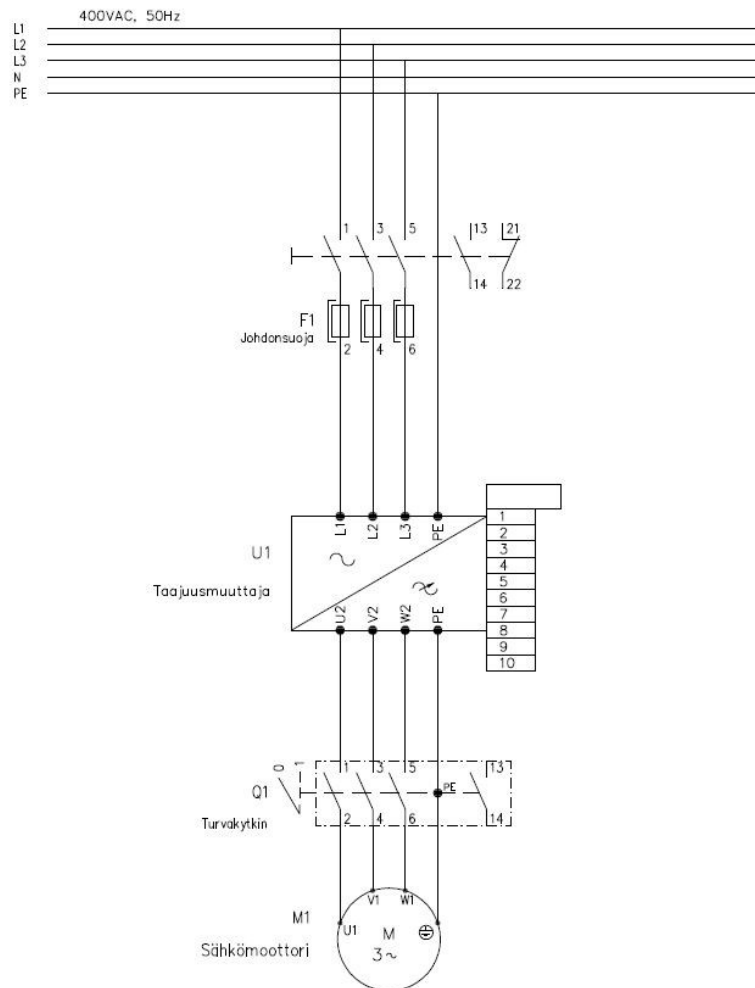 400VAC, 50Hz
L1
L2
L3
N
PE
1 3 5 13 21
14 22
F1
Johdonsuoja
2 4 6
L1 L2 L3 PE
U1
Taajuusmuuttaja
U2 V2 W2 PE
1
2
3
4
5
6
7
8
9
10
0 1
1 3 5 13
Q1
PE
Turvakytkin
2 4 6 14
V1 W1
M1
U1 M
3~
Sähkömoottori